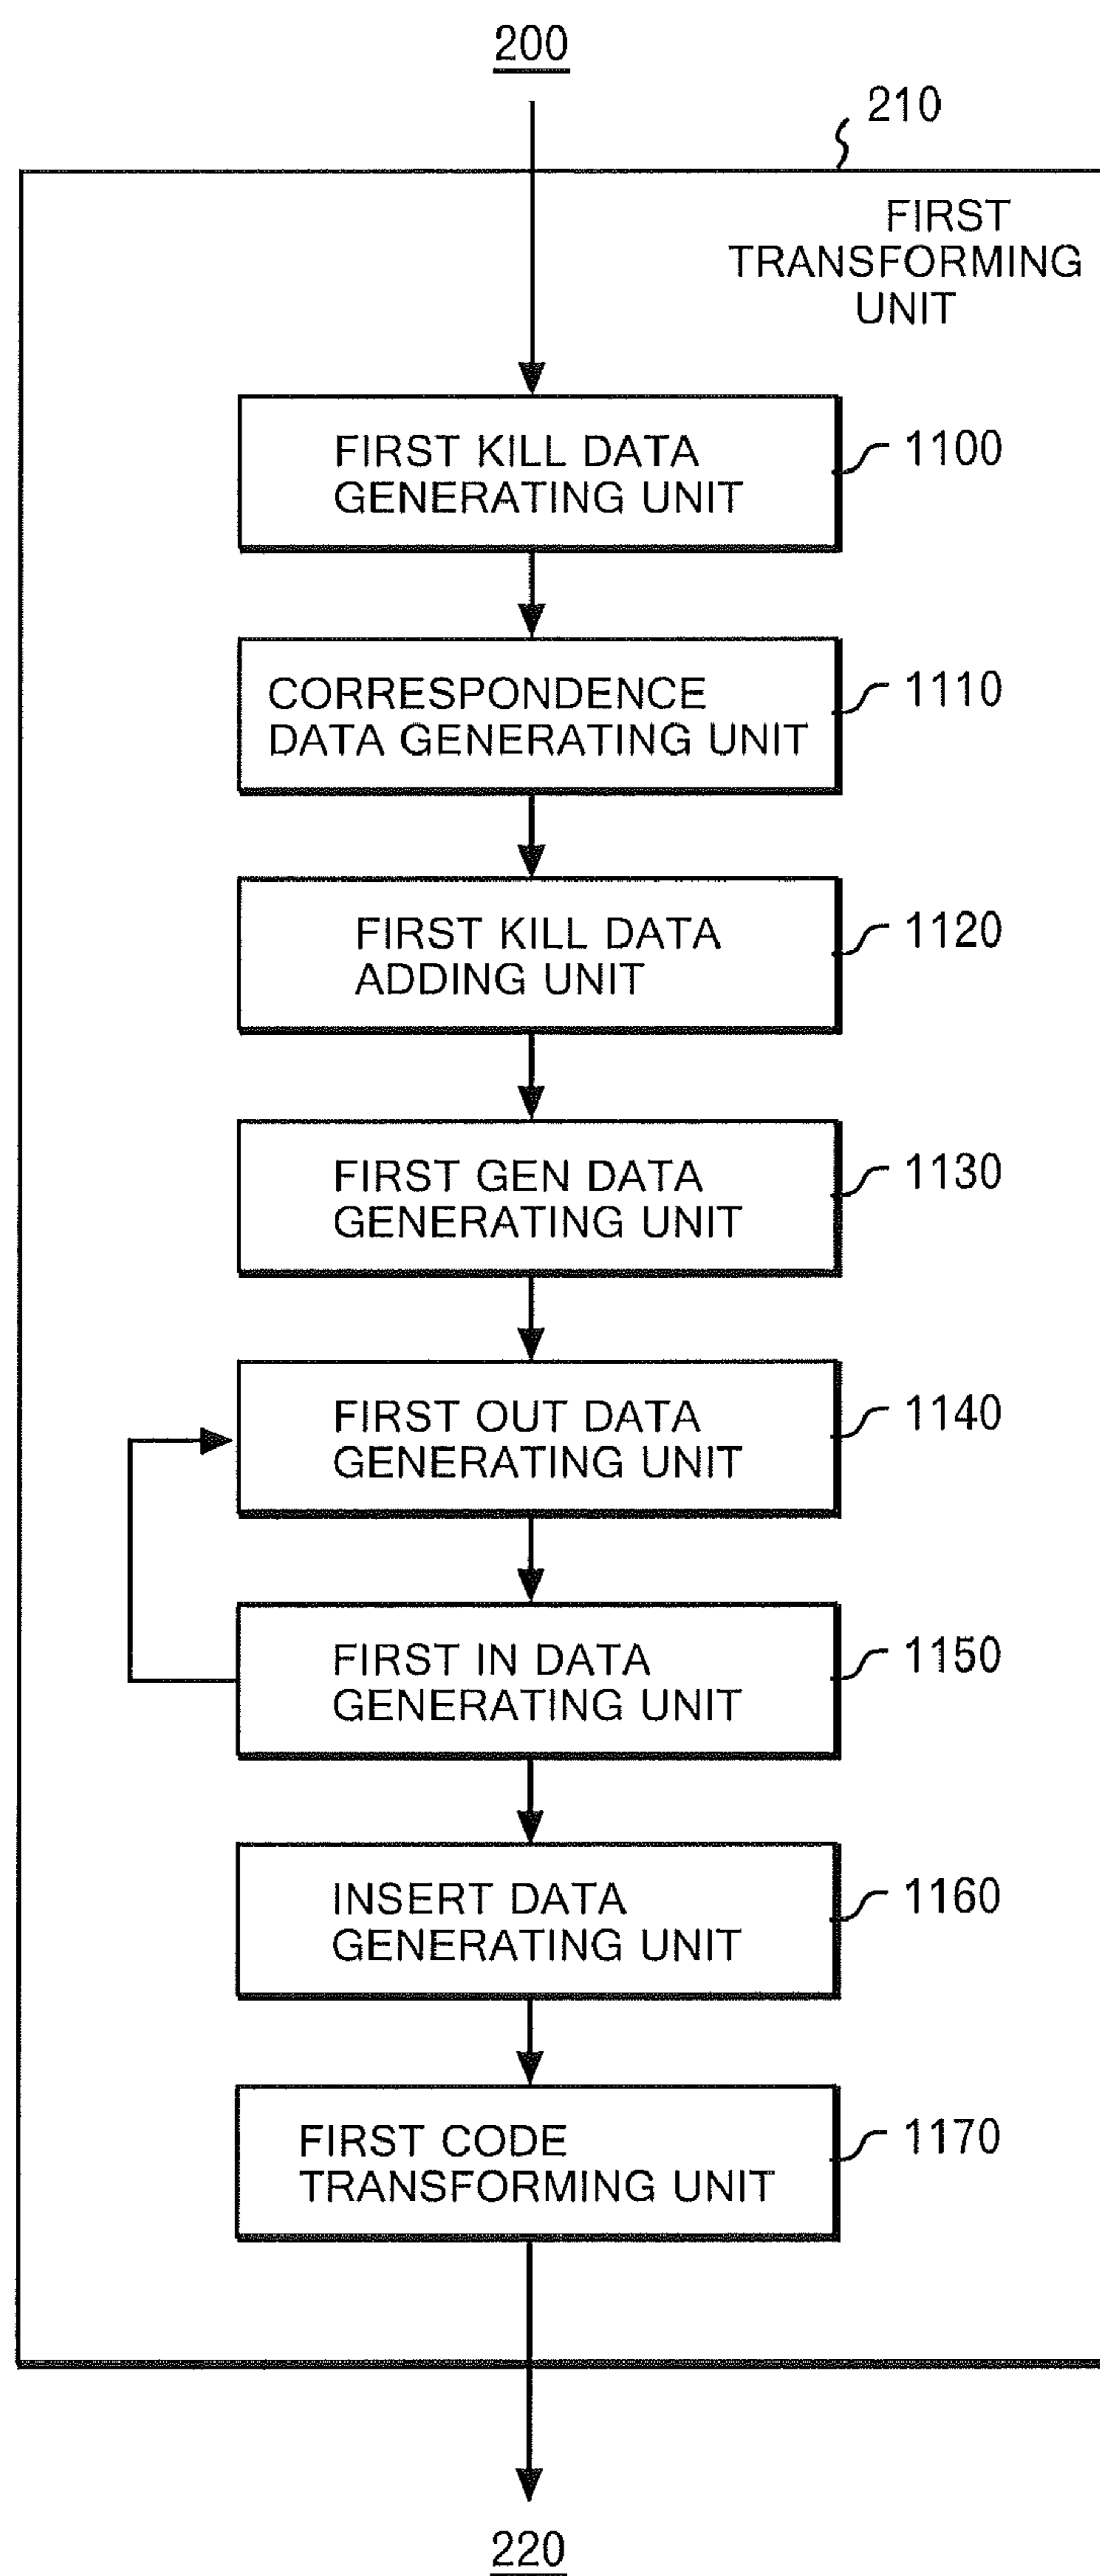 200
210
FIRST
TRANSFORMING
UNIT
FIRST KILL DATA
GENERATING UNIT
1100
CORRESPONDENCE
DATA GENERATING UNIT
1110
FIRST KILL DATA
ADDING UNIT
1120
FIRST GEN DATA
GENERATING UNIT
1130
FIRST OUT DATA
GENERATING UNIT
1140
FIRST IN DATA
GENERATING UNIT
1150
INSERT DATA
GENERATING UNIT
1160
FIRST CODE
TRANSFORMING UNIT
1170
220